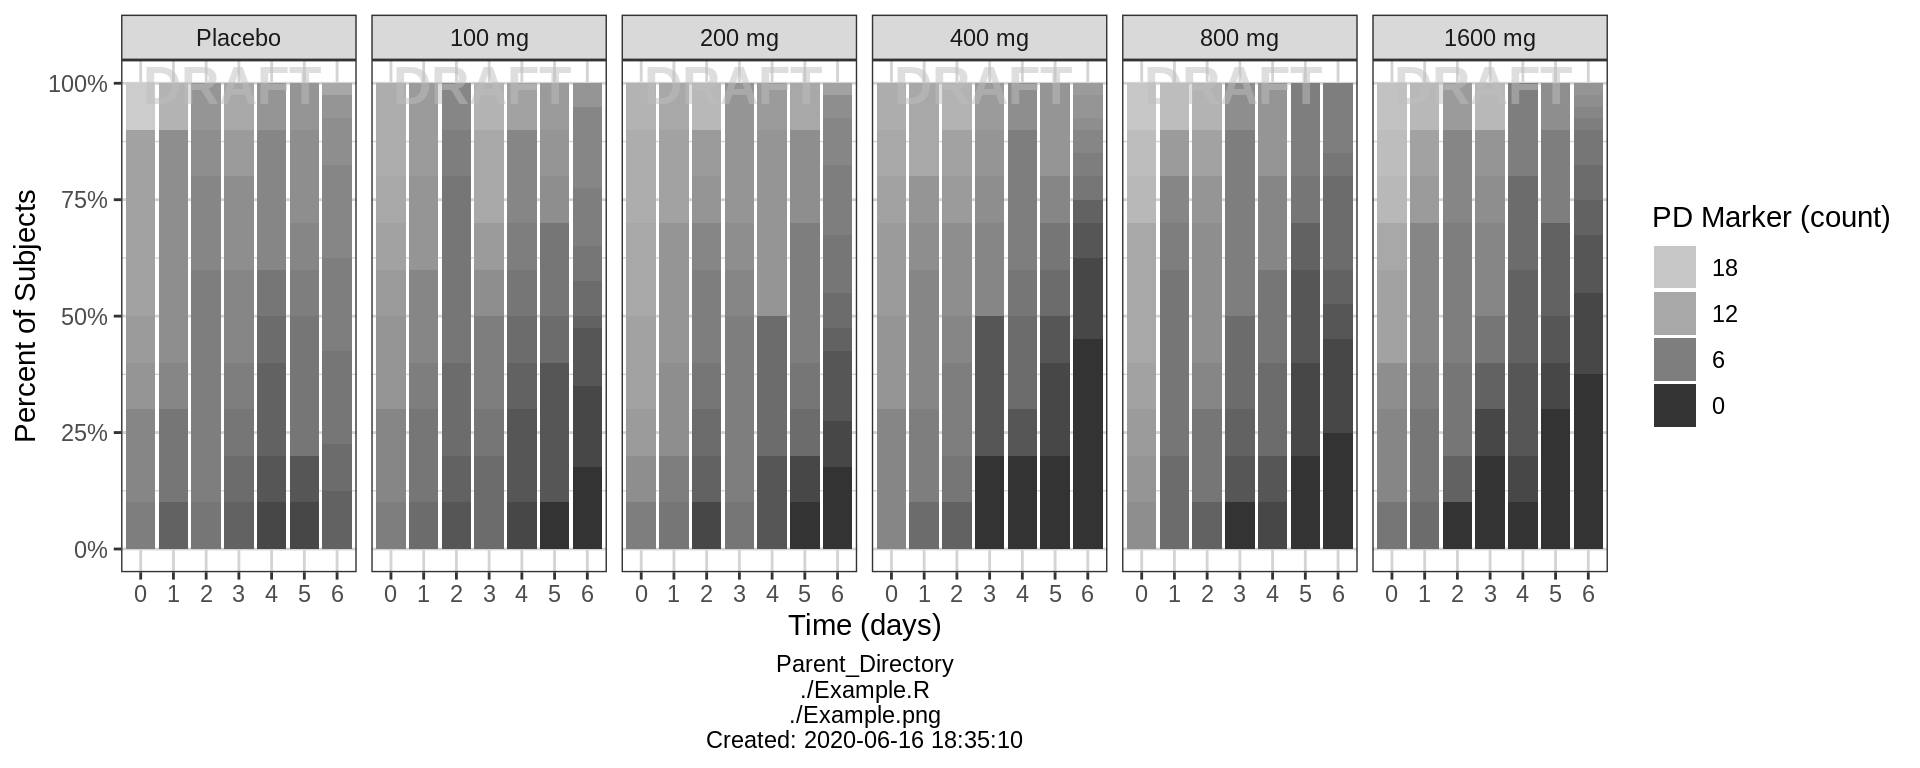 Placebo 100 mg 200 mg 400 mg 800 mg 1600 mg
DRAFT DRAFT DRAFT DRAFT DRAFT DRAFT
100%
75%
50%
25%
0%
Percent of Subjects
0 1 2 3 4 5 6 0 1 2 3 4 5 6 0 1 2 3 4 5 6 0 1 2 3 4 5 6 0 1 2 3 4 5 6 0 1 2 3 4 5 6
Time (days)
PD Marker (count)
18
12
6
0
Parent_Directory
./Example.R
./Example.png
Created: 2020-06-16 18:35:10